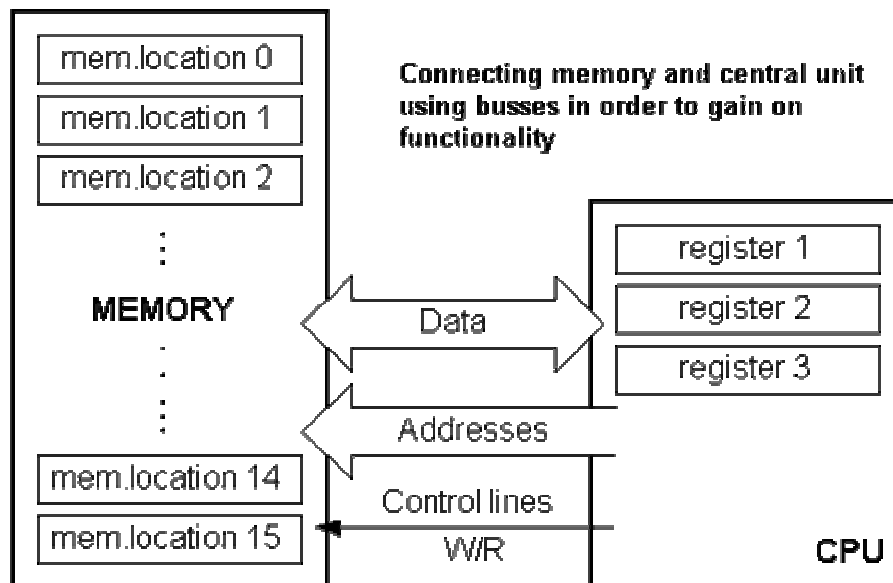 mem.location 0
mem.location 1
mem.location 2
MEMORY
mem.location 14
mem.location 15
Connecting memory and central unit
using busses in order to gain on
functionality
Data
Addresses
Control lines
W/R
register 1
register 2
register 3
CPU